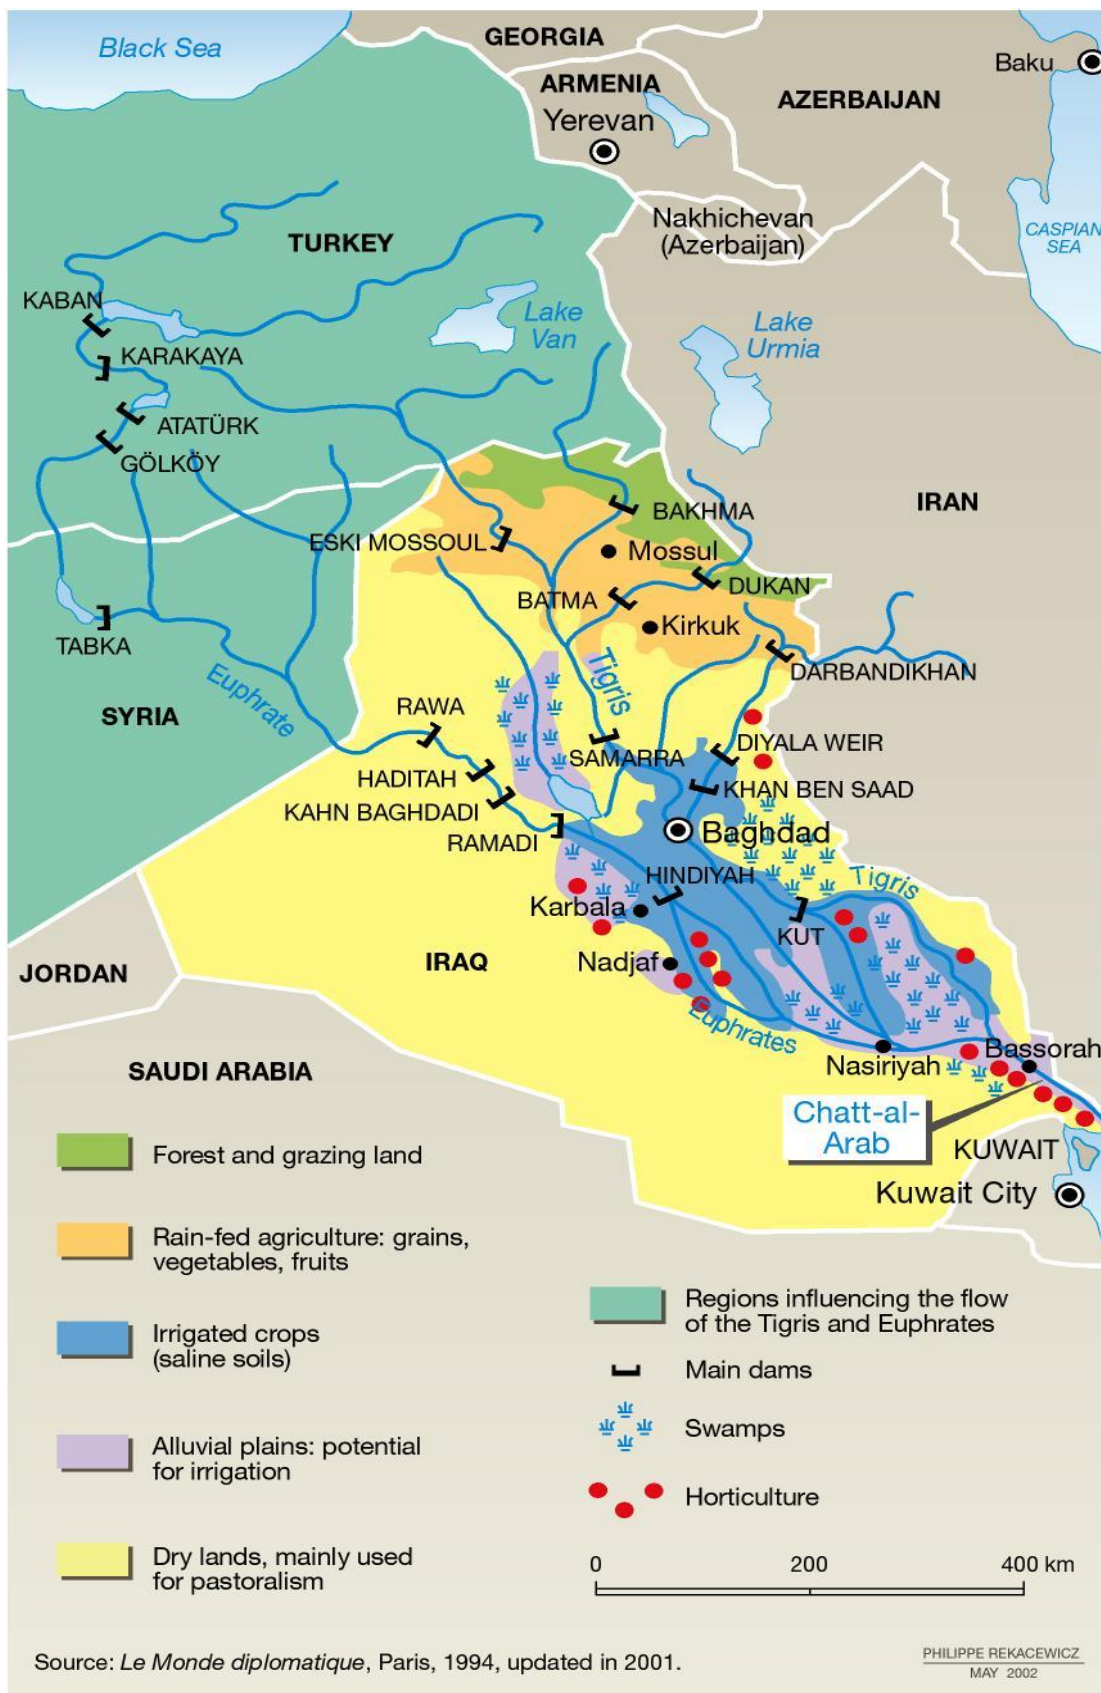 Black Sea
GEORGIA
ARMENIA
Yerevan
Baku
AZERBAIJAN
Nakhichevan
(Azerbaijan)
CASPIAN
SEA
TURKEY
KABAN
Lake
Van
Lake
Urmia
KARAKAYA
ATATÜRK
GÖLKÖY
IRAN
BAKHMA
ESKI MOSSOUL
Mossul
DUKAN
BATMA
Kirkuk
TABKA
DARBANDIKHAN
Euphrate
Tigris
SYRIA
RAWA
DIYALA WEIR
SAMARRA
HADITAH
KHAN BEN SAAD
KAHN BAGHDADI
RAMADI
Baghdad
HINDIYAH
Tigris
Karbala
KUT
Nadjaf
IRAQ
JORDAN
Euphrates
Nasiriyah
Bassorah
SAUDI ARABIA
Chatt-al-
Arab
KUWAIT
Kuwait City
Forest and grazing land
Rain-fed agriculture: grains,
vegetables, fruits
Irrigated crops
(saline soils)
Alluvial plains: potential
for irrigation
Dry lands, mainly used
for pastoralism
Regions influencing the flow
of the Tigris and Euphrates
Main dams
Swamps
Horticulture
0 200 400 km
Source: Le Monde diplomatique, Paris, 1994, updated in 2001.
PHILIPPE REKACEWICZ
MAY 2002